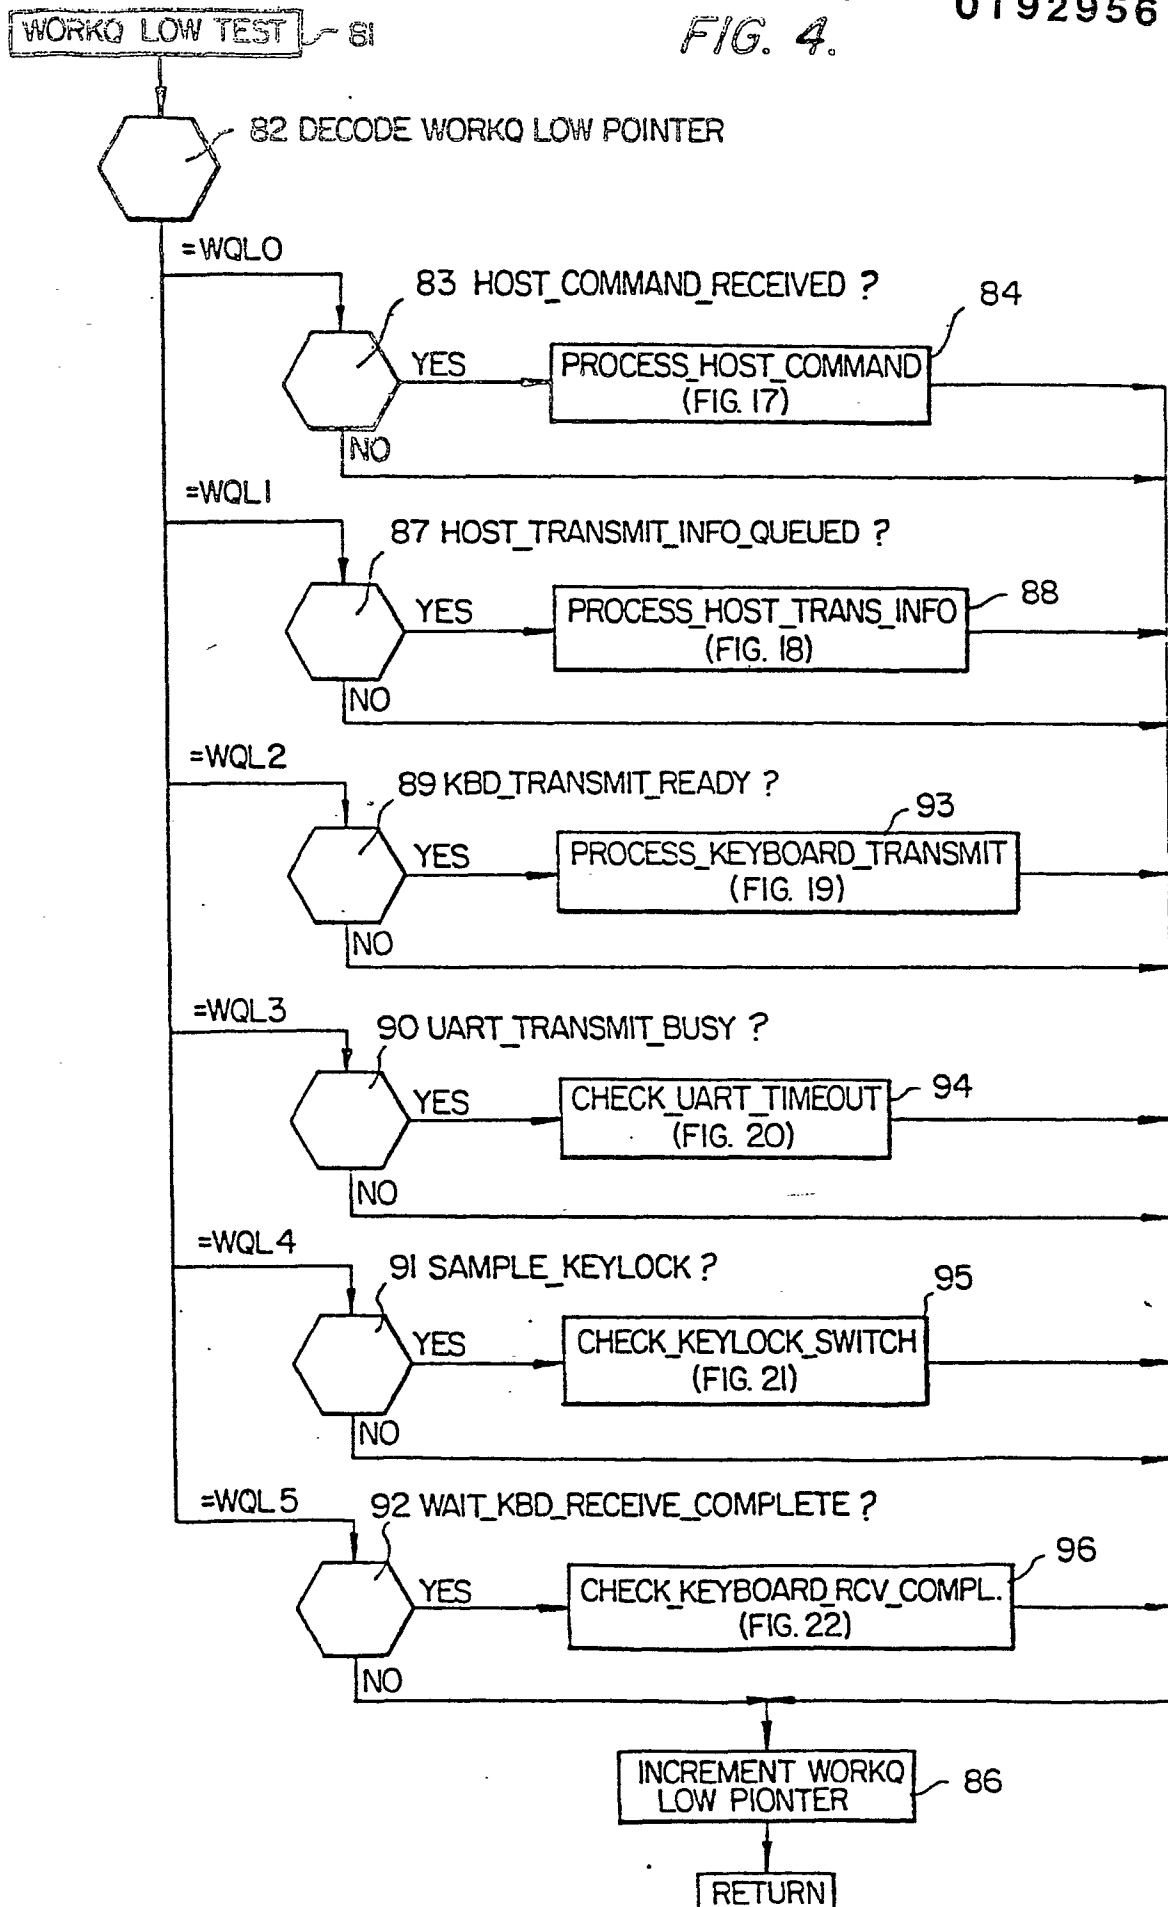 0192956
FIG. 4.
WORKQ LOW TEST 81
82 DECODE WORKQ LOW POINTER
=WQL0
83 HOST_COMMAND_RECEIVED ?
84
YES
PROCESS_HOST_COMMAND
(FIG. 17)
NO
=WQL1
87 HOST_TRANSMIT_INFO_QUEUED ?
YES
PROCESS_HOST_TRANS_INFO
(FIG. 18)
88
NO
=WQL2
89 KBD_TRANSMIT_READY ?
93
YES
PROCESS_KEYBOARD_TRANSMIT
(FIG. 19)
NO
=WQL3
90 UART_TRANSMIT_BUSY ?
YES
CHECK_UART_TIMEOUT
(FIG. 20)
94
NO
=WQL4
91 SAMPLE_KEYLOCK ?
95
YES
CHECK_KEYLOCK_SWITCH
(FIG. 21)
NO
=WQL5
92 WAIT_KBD_RECEIVE_COMPLETE ?
96
YES
CHECK_KEYBOARD_RCV_COMPL.
(FIG. 22)
NO
INCREMENT WORKQ
LOW PIONTER
86
RETURN